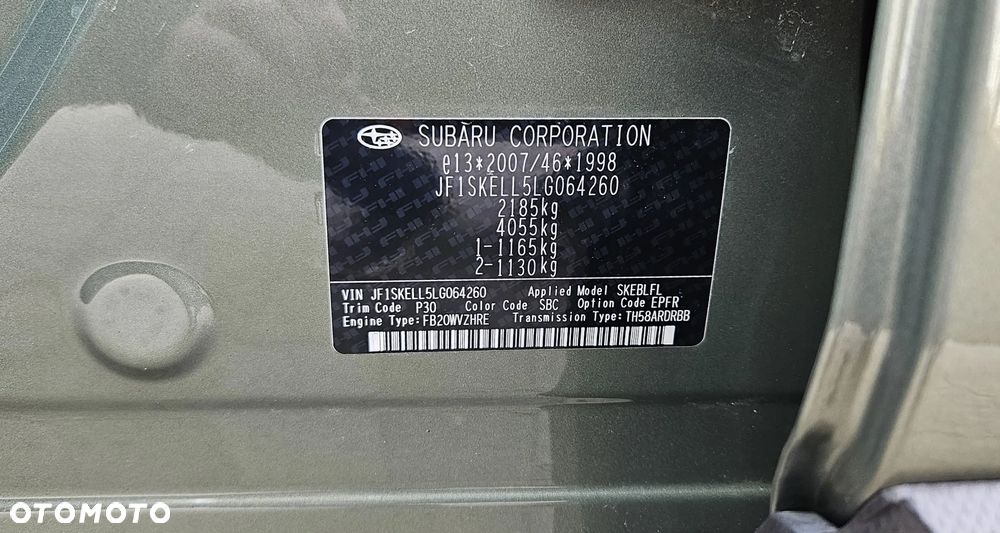 SUBARU CORPORATION
e13*2007/46*1998
JF1SKELL5LG064260
2185kg
4055kg
1-1165kg
2-1130kg
VIN JF1SKELL5LG064260 Applied Model SKEBLFL
Trim Code P30 Color Code SBC Option Code EPFR
Engine Type:FB20WVZHRE Transmission Type:TH58ARDRBB
OTOMOTO